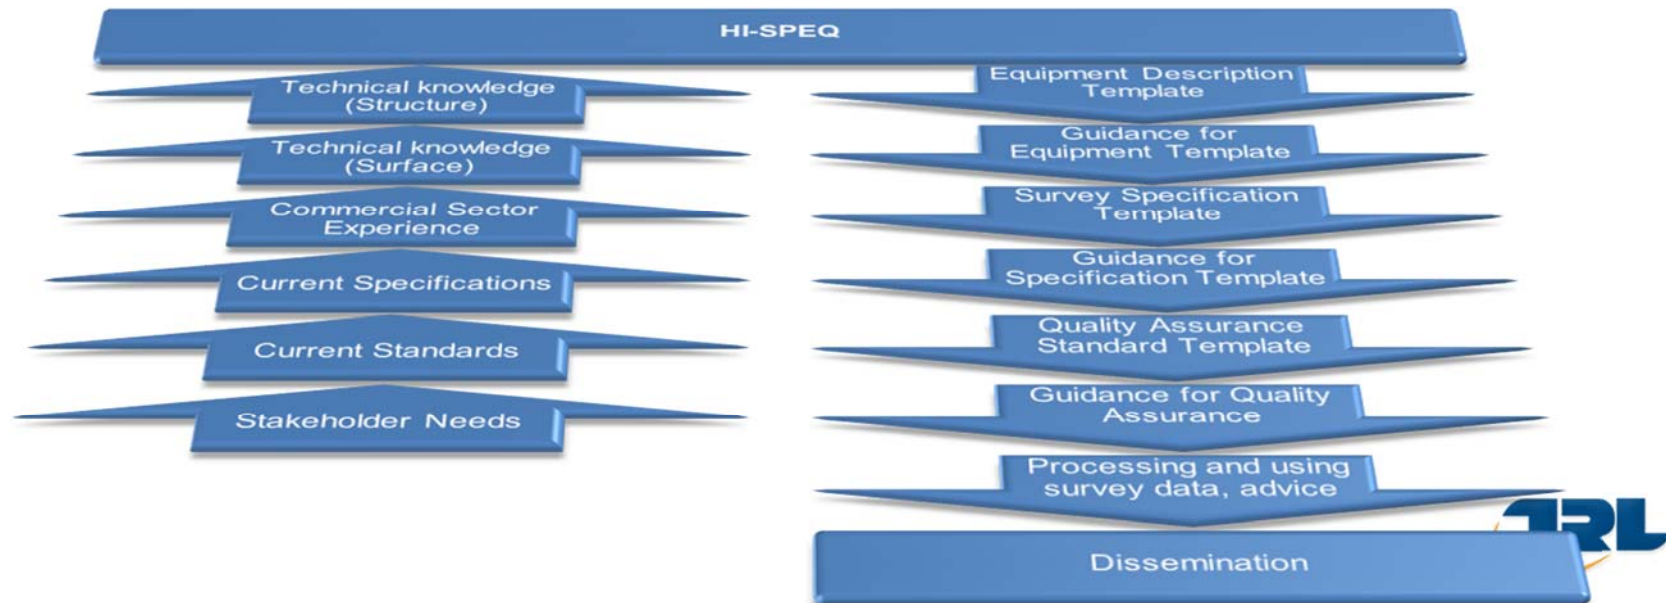 HI-SPEQ
Technical knowledge
(Structure)
Technical knowledge
(Surface)
Commercial Sector
Experience
Current Specifications
Current Standards
Stakeholder Needs
Equipment Description
Template
Guidance for
Equipment Template
Survey Specification
Template
Guidance for
Specification Template
Quality Assurance
Standard Template
Guidance for Quality
Assurance
Processing and using
survey data, advice
Dissemination
TRL